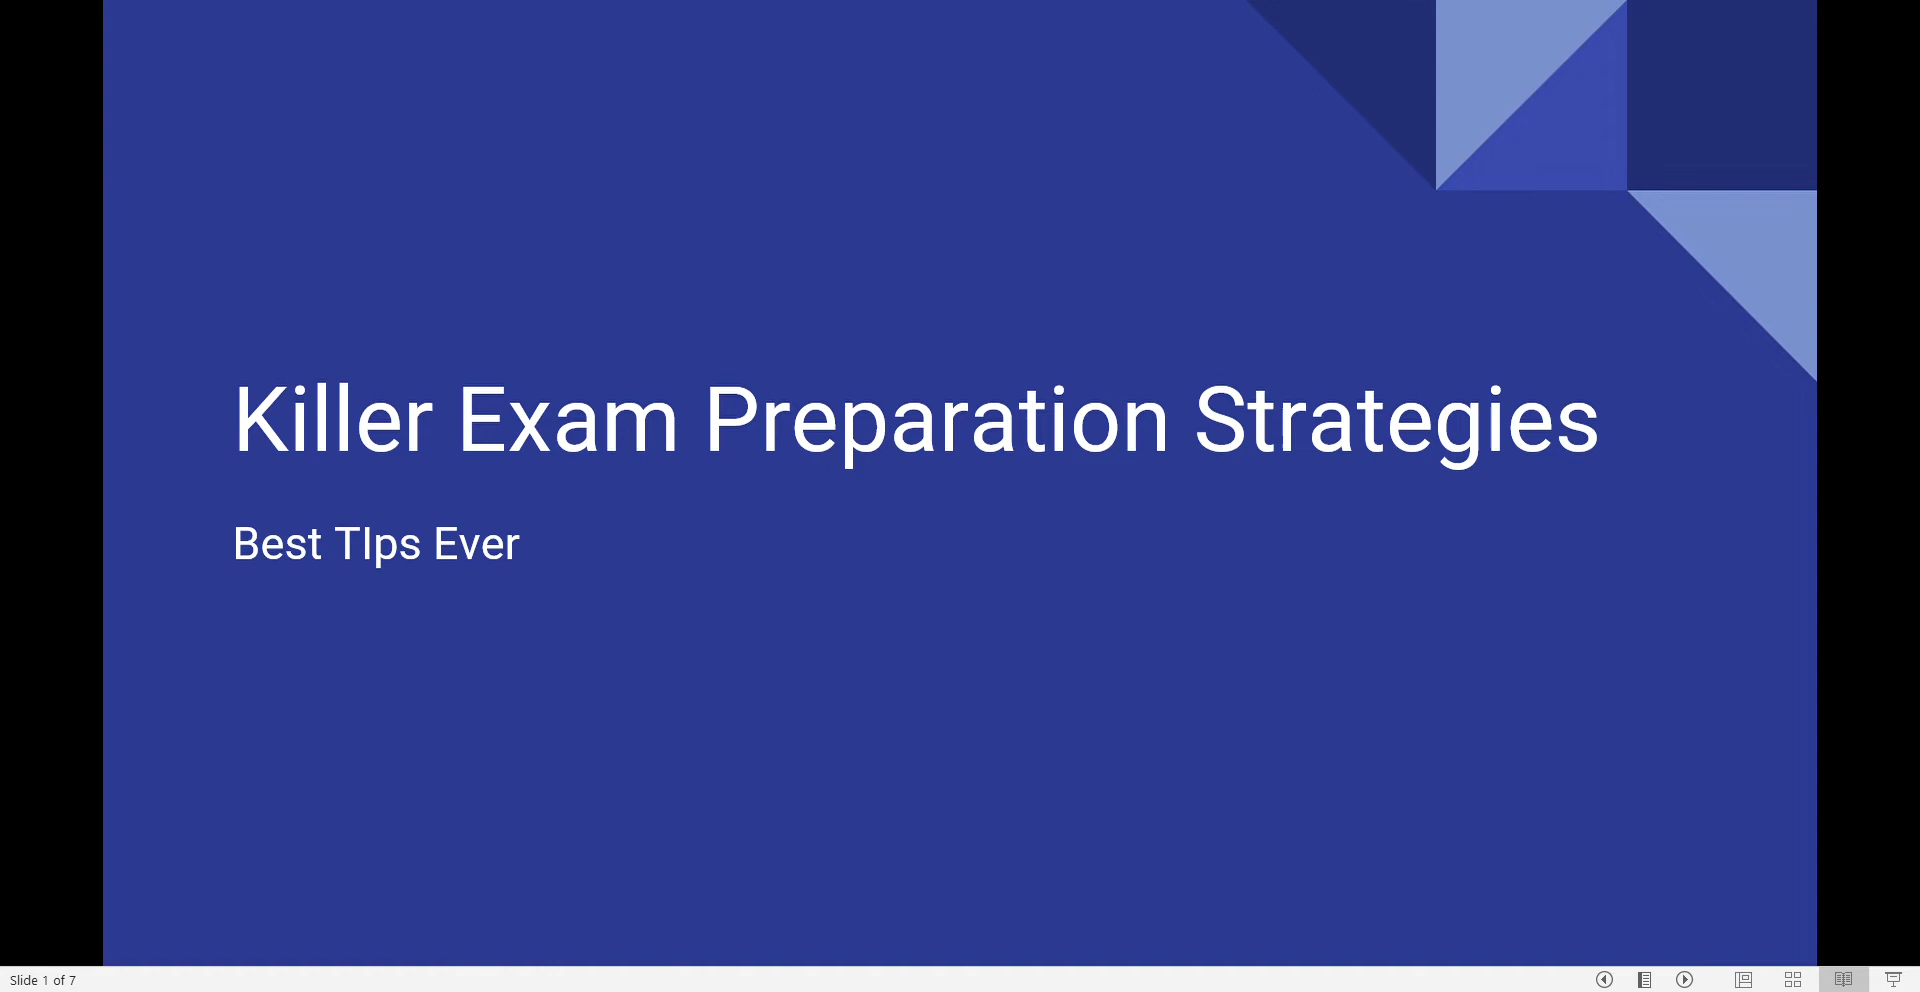 Killer Exam Preparation Strategies
Best TIps Ever
Slide 1 of 7